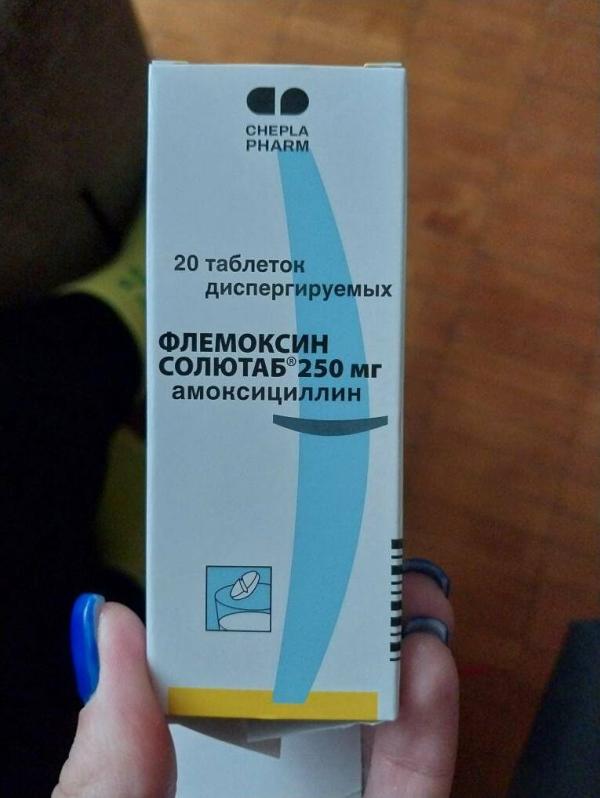 CHEPLA
PHARM
20 таблеток
диспергируемых
ФЛЕМОКСИН
СОЛЮТАБ® 250 мг
амоксициллин